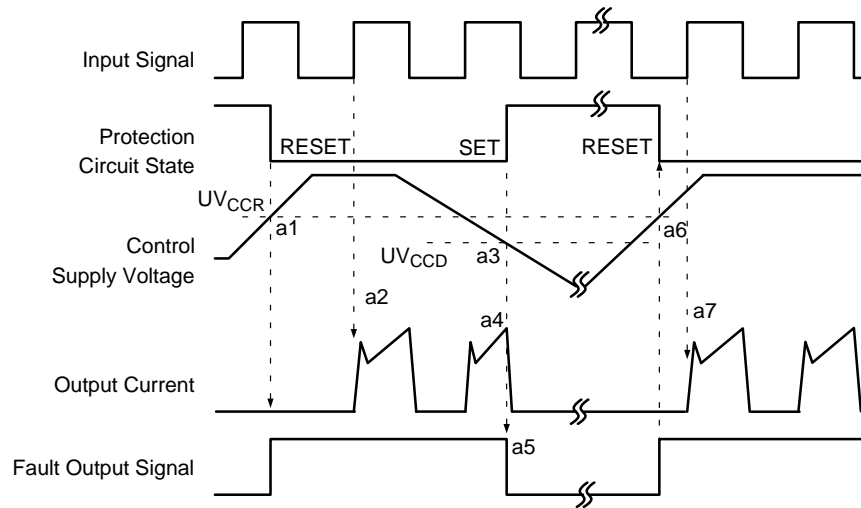 Input Signal
Protection
Circuit State
RESET
SET
RESET
UVCCR
a1
a6
Control
Supply Voltage
UVCCD
a3
a2
a4
a7
Output Current
a5
Fault Output Signal